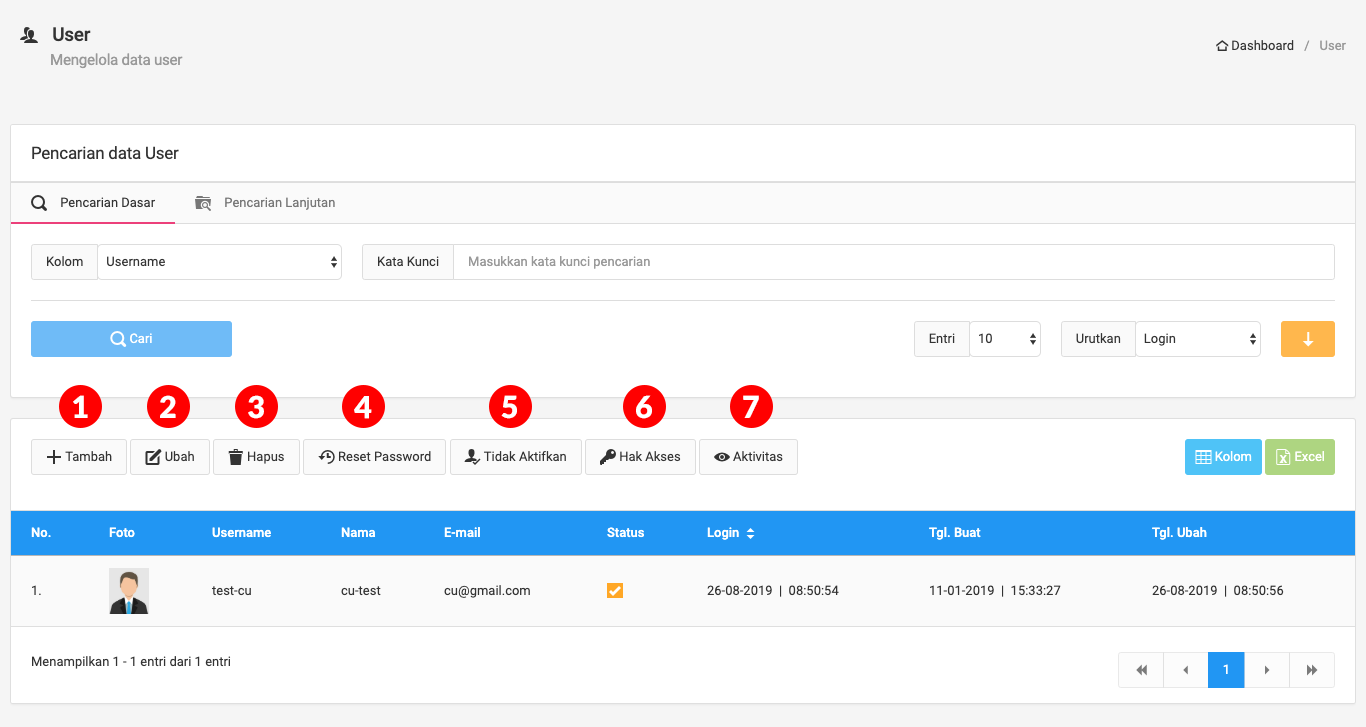 User
Mengelola data user
Dashboard / User
Pencarian data User
Pencarian Dasar Pencarian Lanjutan
Kolom Username Kata Kunci Masukkan kata kunci pencarian
Cari Entri 10 Urutkan Login
1 2 3 4 5 6 7
Tambah Ubah Hapus Reset Password Tidak Aktifkan Hak Akses Aktivitas Kolom Excel
No. Foto Username Nama E-mail Status Login Tgl. Buat Tgl. Ubah
1. test-cu cu-test cu@gmail.com 26-08-2019 | 08:50:54 11-01-2019 | 15:33:27 26-08-2019 | 08:50:56
Menampilkan 1 - 1 entri dari 1 entri
1